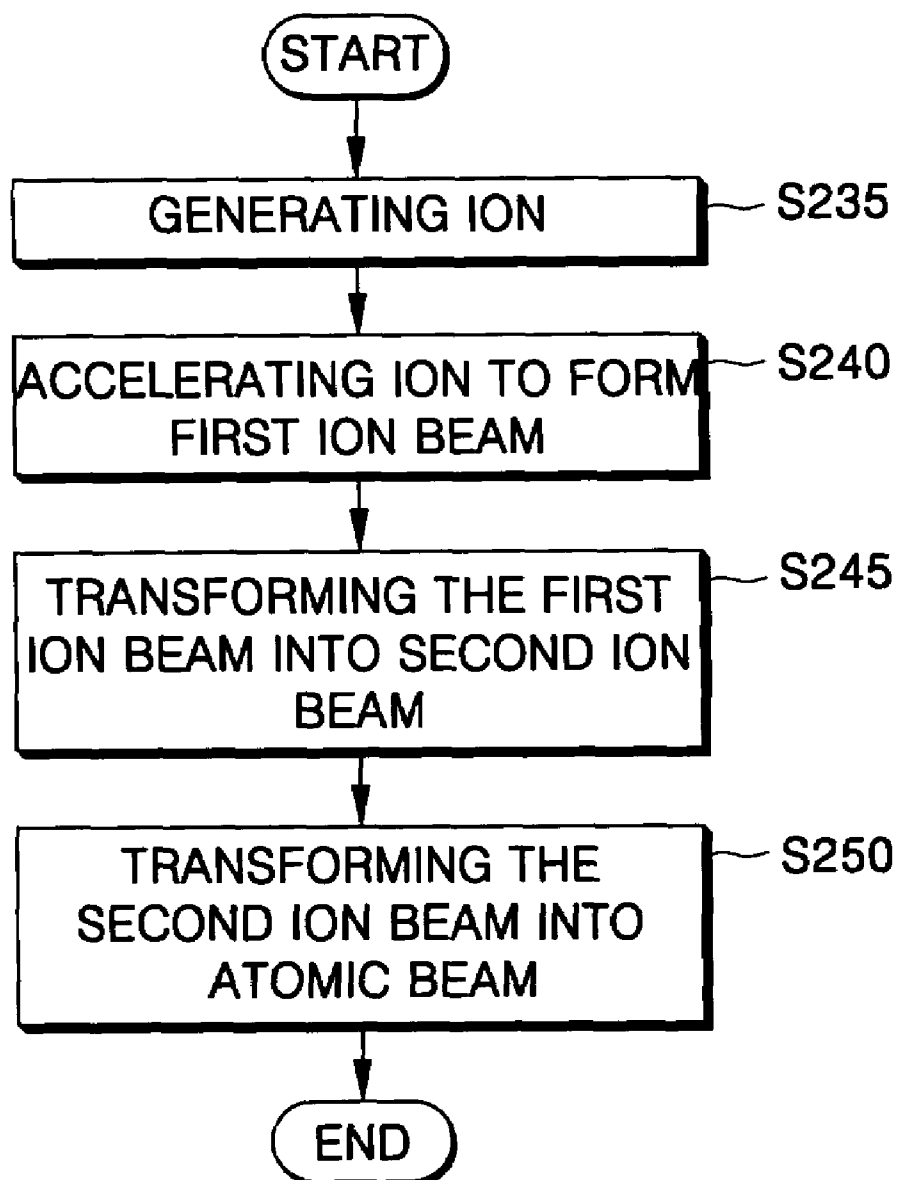 START
GENERATING ION
S235
ACCELERATING ION TO FORM
FIRST ION BEAM
S240
TRANSFORMING THE FIRST
ION BEAM INTO SECOND ION
BEAM
S245
TRANSFORMING THE
SECOND ION BEAM INTO
ATOMIC BEAM
S250
END